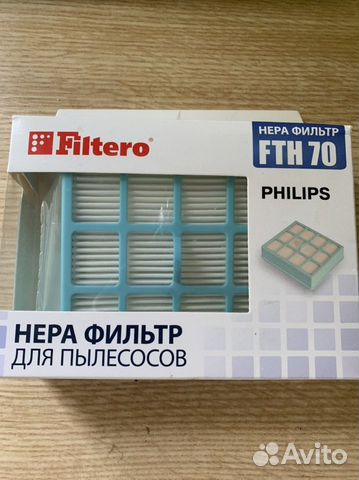 Filtero
НЕРА ФИЛЬТР
FTH 70
PHILIPS
НЕРА ФИЛЬТР
ДЛЯ ПЫЛЕСОСОВ
Avito